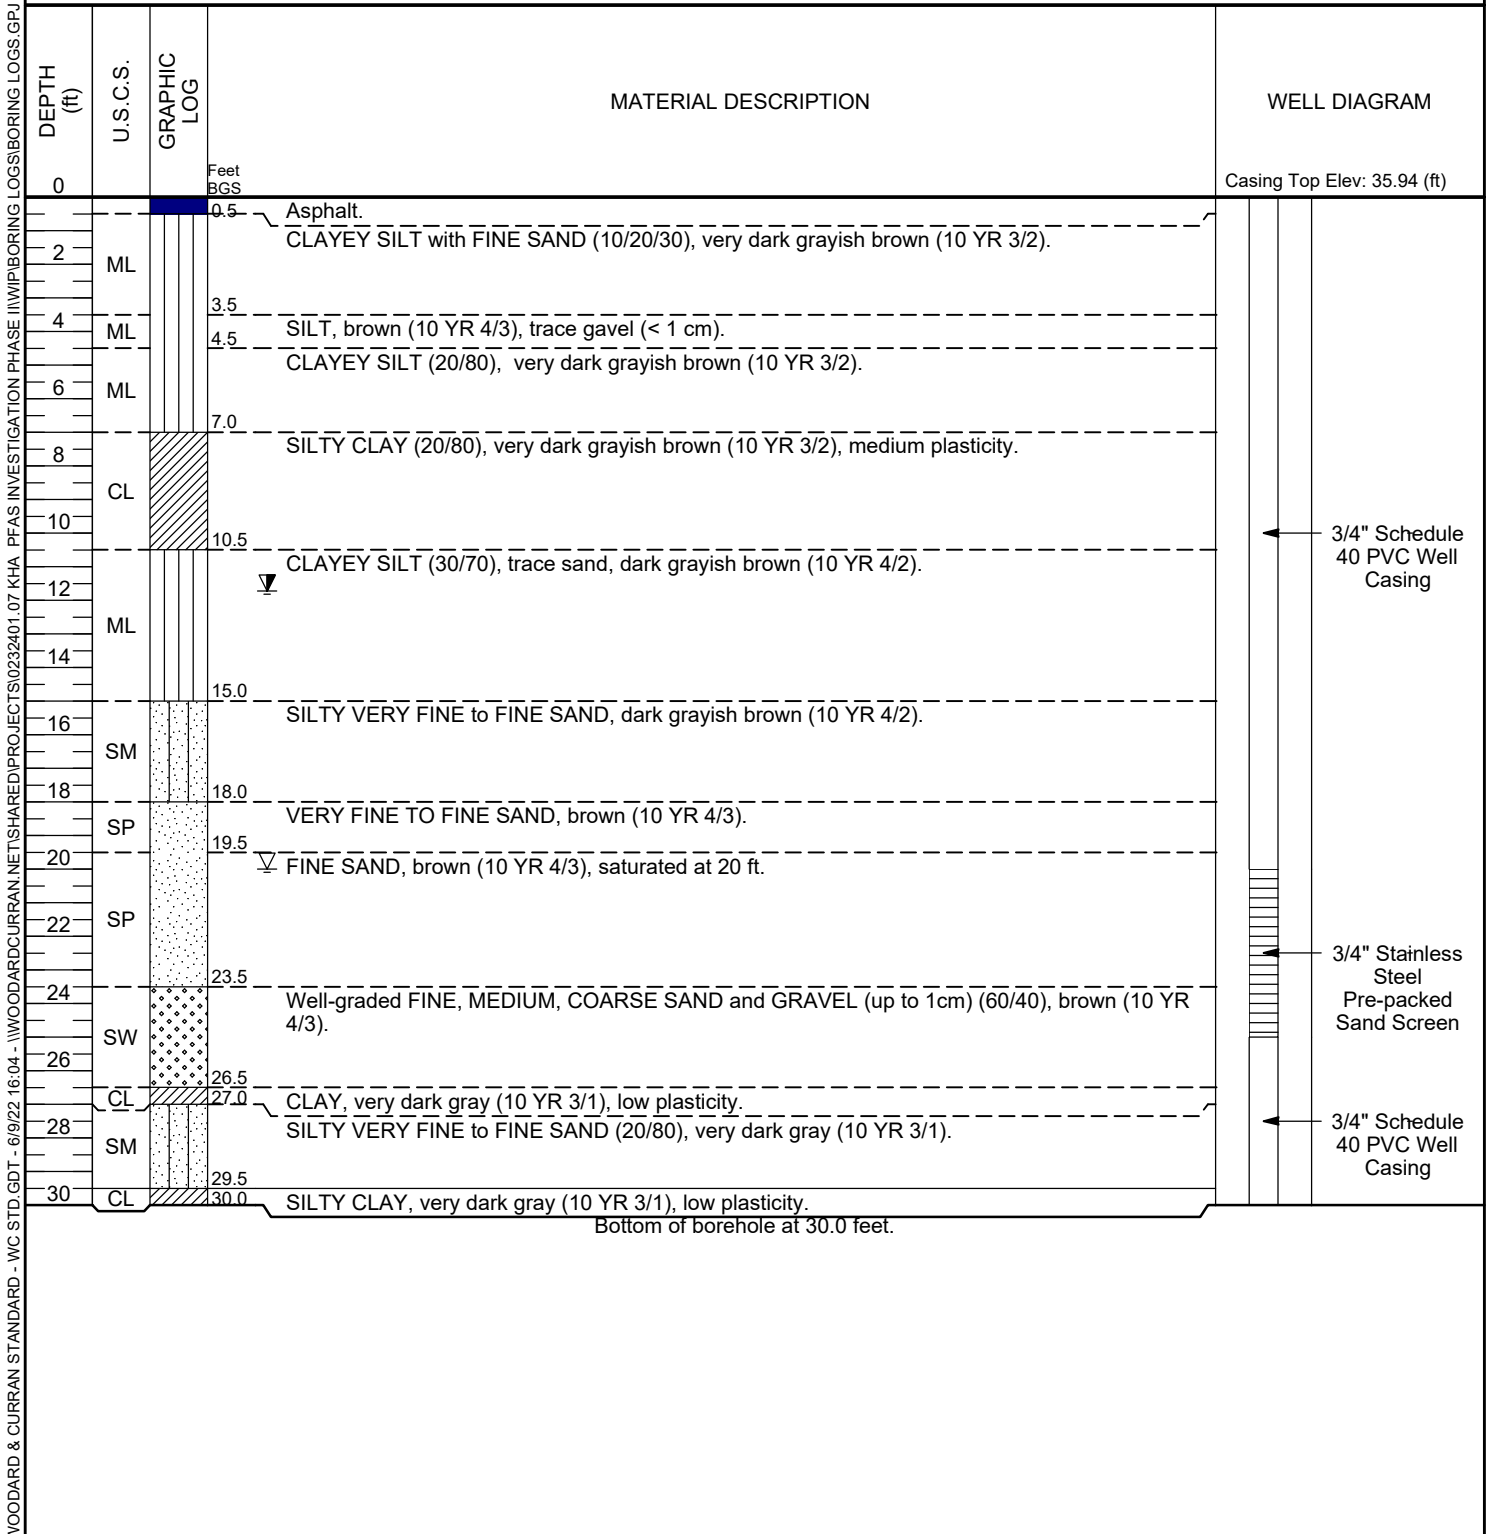 WOODARD & CURRAN STANDARD - WC STD.GDT - 6/9/22 16:04 - \\WOODARDCURRAN.NET\SHARED\PROJECTS\0232401.07 KHA  PFAS INVESTIGATION PHASE II\WIP\BORING LOGS\BORING LOGS.GPJ
DEPTH
(ft)
U.S.C.S.
GRAPHIC
LOG
MATERIAL DESCRIPTION
WELL DIAGRAM
Feet
BGS
0
Casing Top Elev: 35.94 (ft)
0.5
Asphalt.
CLAYEY SILT with FINE SAND (10/20/30), very dark grayish brown (10 YR 3/2).
2
ML
3.5
4
ML
SILT, brown (10 YR 4/3), trace gavel (< 1 cm).
4.5
CLAYEY SILT (20/80),  very dark grayish brown (10 YR 3/2).
6
ML
7.0
SILTY CLAY (20/80), very dark grayish brown (10 YR 3/2), medium plasticity.
8
CL
10
10.5
3/4" Schedule
40 PVC Well
Casing
CLAYEY SILT (30/70), trace sand, dark grayish brown (10 YR 4/2).
12
ML
14
15.0
SILTY VERY FINE to FINE SAND, dark grayish brown (10 YR 4/2).
16
SM
18
18.0
VERY FINE TO FINE SAND, brown (10 YR 4/3).
SP
19.5
20
FINE SAND, brown (10 YR 4/3), saturated at 20 ft.
SP
22
3/4" Stainless
Steel
Pre-packed
Sand Screen
23.5
24
Well-graded FINE, MEDIUM, COARSE SAND and GRAVEL (up to 1cm) (60/40), brown (10 YR
4/3).
SW
26
26.5
CL
27.0
CLAY, very dark gray (10 YR 3/1), low plasticity.
28
SILTY VERY FINE to FINE SAND (20/80), very dark gray (10 YR 3/1).
3/4" Schedule
40 PVC Well
Casing
SM
29.5
30
CL
30.0
SILTY CLAY, very dark gray (10 YR 3/1), low plasticity.
Bottom of borehole at 30.0 feet.